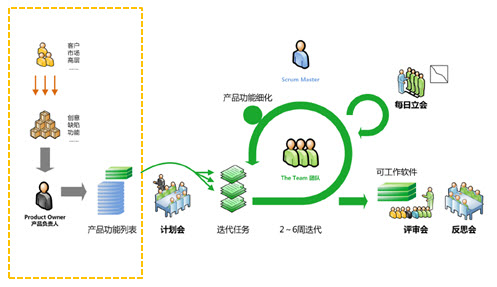 客户
市场
高层
......
创意
缺陷
功能
......
Product Owner
产品负责人
产品功能列表
计划会
迭代任务
产品功能细化
Scrum Master
The Team 团队
2~6周迭代
每日立会
可工作软件
评审会
反思会